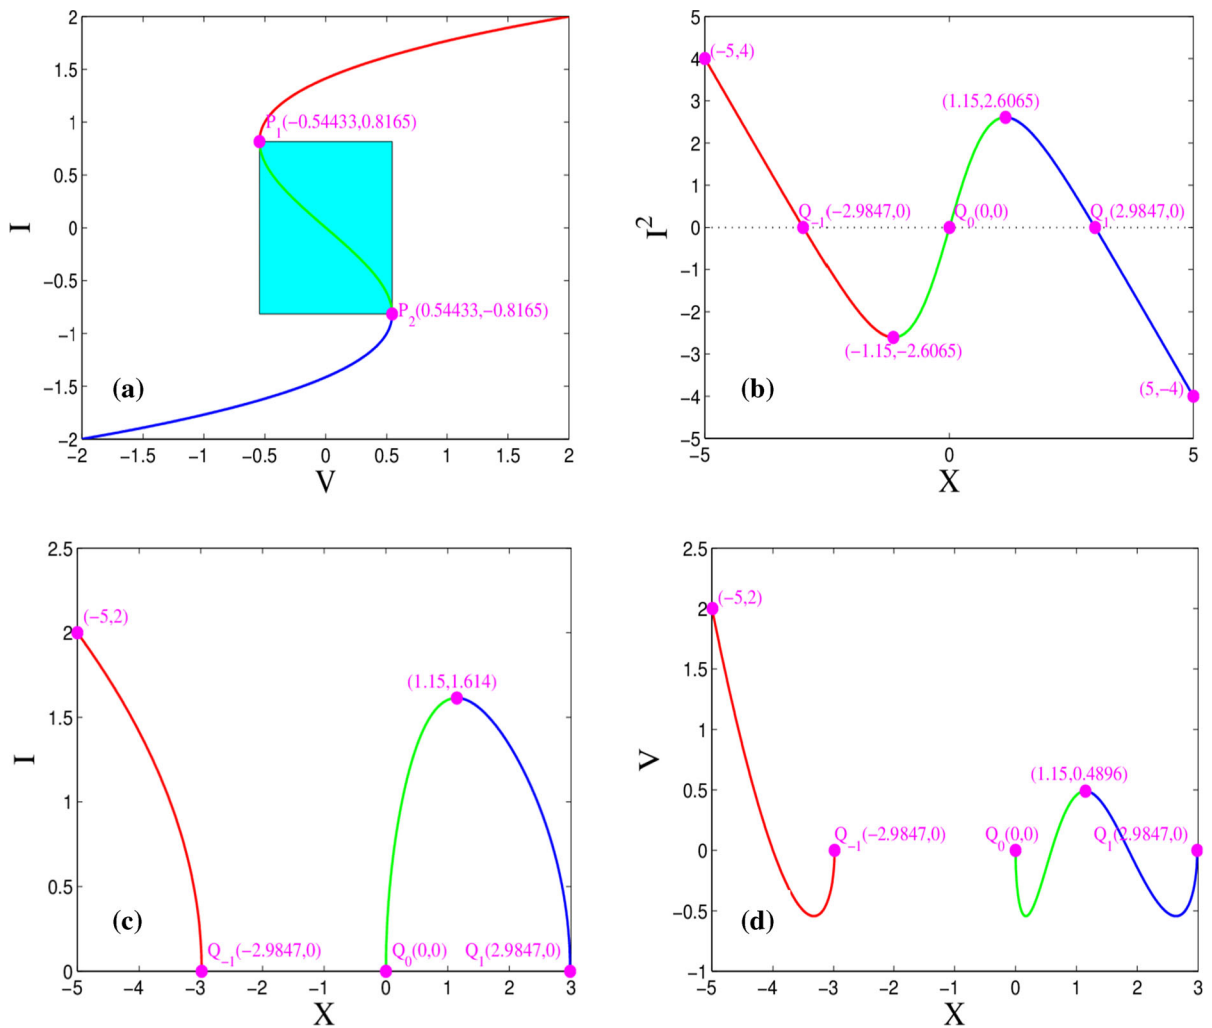 2
1.5
1
P1(−0.54433,0.8165)
0.5
I
0
−0.5
P2(0.54433,−0.8165)
−1
−1.5
(a)
−2
−2 −1.5 −1 −0.5 0 0.5 1 1.5 2
V
5
4 (−5,4)
3
(1.15,2.6065)
2
1
Q−1(−2.9847,0) Q0(0,0) Q1(2.9847,0)
I2
0
−1
−2
−3
(−1.15,−2.6065)
−4
(b)
(5,−4)
−5
−5 0 5
X
2.5
(−5,2)
2
(1.15,1.614)
1.5
I
1
0.5
(c)
Q−1(−2.9847,0) Q0(0,0) Q1(2.9847,0)
0
−5 −4 −3 −2 −1 0 1 2 3
X
2.5
2 (−5,2)
1.5
1
V
(1.15,0.4896)
0.5
Q−1(−2.9847,0) Q0(0,0) Q1(2.9847,0)
0
−0.5
(d)
−1
−5 −4 −3 −2 −1 0 1 2 3
X